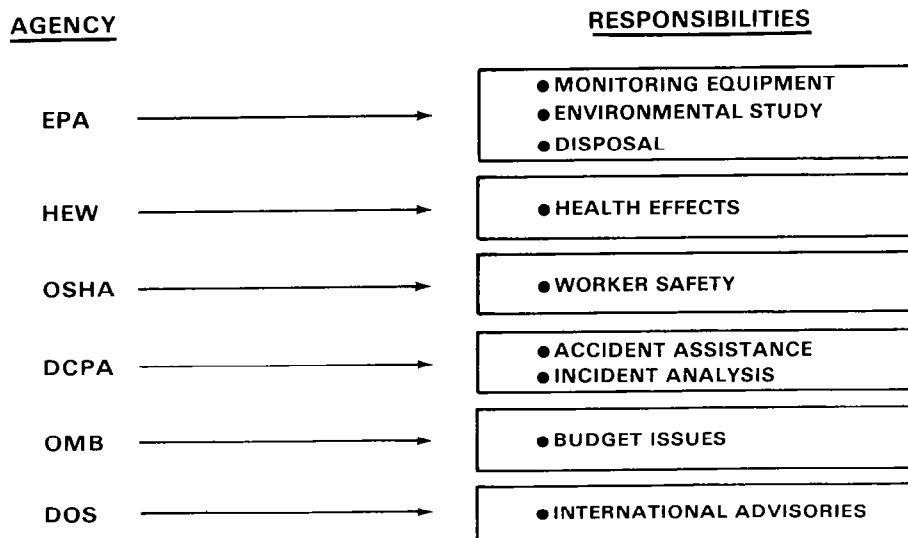 AGENCY
RESPONSIBILITIES
EPA
● MONITORING EQUIPMENT
● ENVIRONMENTAL STUDY
● DISPOSAL
HEW
● HEALTH EFFECTS
OSHA
● WORKER SAFETY
DCPA
● ACCIDENT ASSISTANCE
● INCIDENT ANALYSIS
OMB
● BUDGET ISSUES
DOS
● INTERNATIONAL ADVISORIES